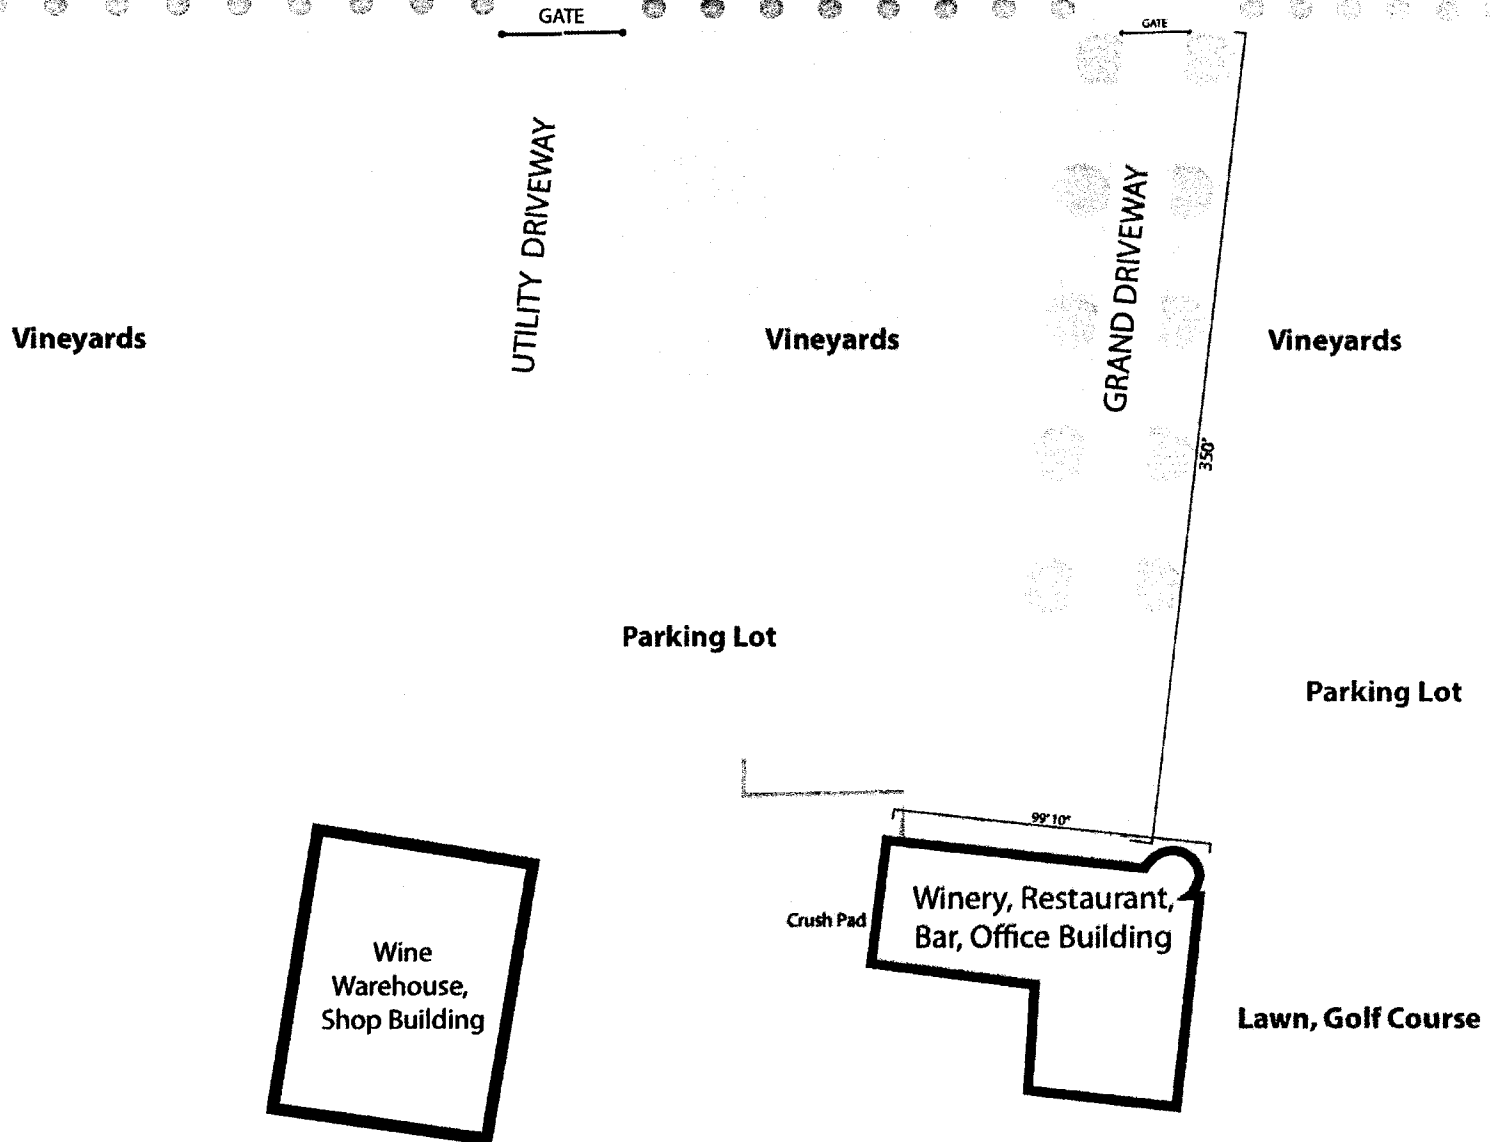 GATE
GATE
UTILITY DRIVEWAY
GRAND DRIVEWAY
Vineyards
Vineyards
Vineyards
350'
Parking Lot
Parking Lot
99' 10"
Winery, Restaurant,
Bar, Office Building
Crush Pad
Wine
Warehouse,
Shop Building
Lawn, Golf Course